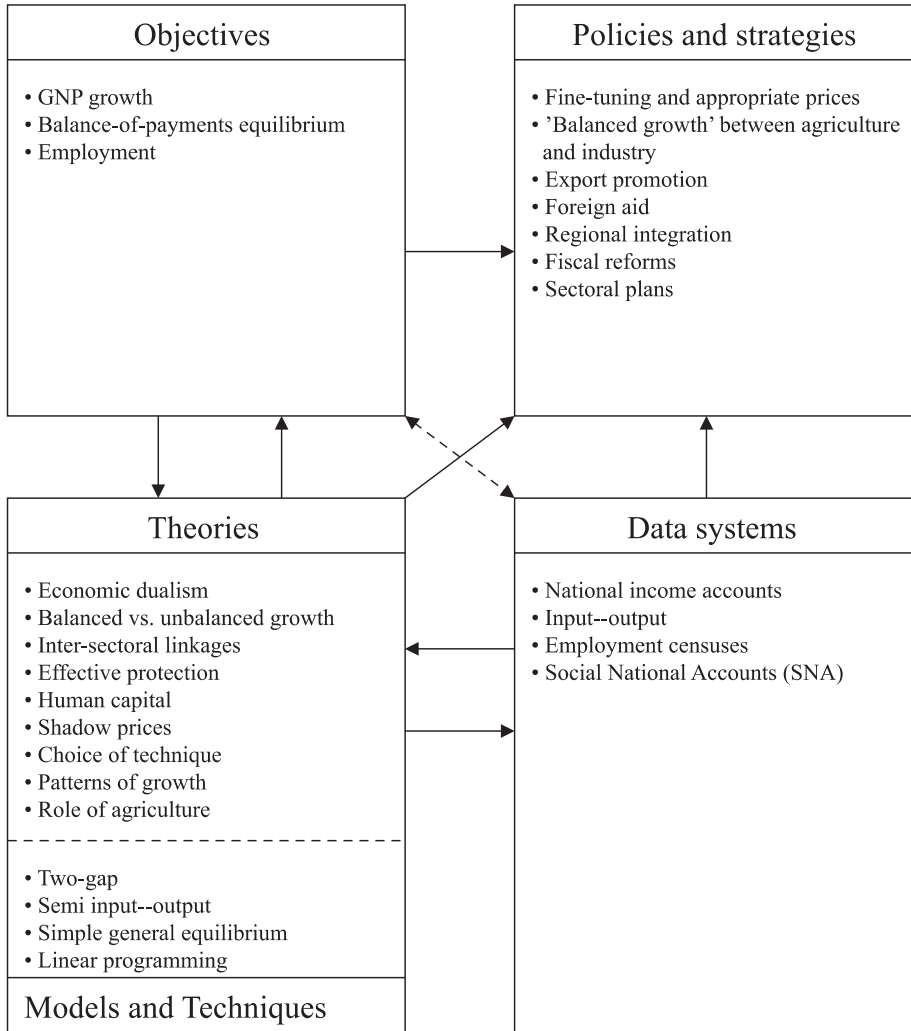 Objectives
• GNP growth
• Balance-of-payments equilibrium
• Employment
Policies and strategies
• Fine-tuning and appropriate prices
• ’Balanced growth’ between agriculture
and industry
• Export promotion
• Foreign aid
• Regional integration
• Fiscal reforms
• Sectoral plans
Theories
• Economic dualism
• Balanced vs. unbalanced growth
• Inter-sectoral linkages
• Effective protection
• Human capital
• Shadow prices
• Choice of technique
• Patterns of growth
• Role of agriculture
• Two-gap
• Semi input--output
• Simple general equilibrium
• Linear programming
Models and Techniques
Data systems
• National income accounts
• Input--output
• Employment censuses
• Social National Accounts (SNA)